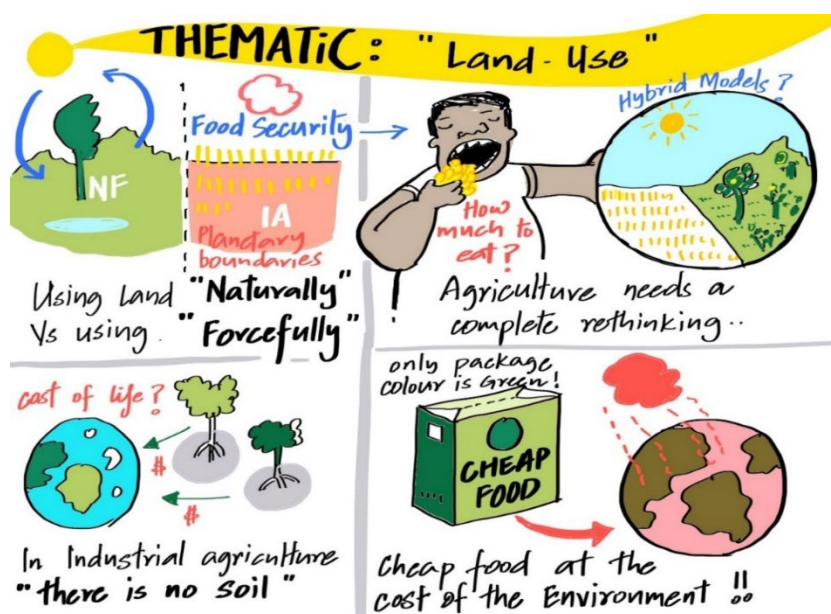 THEMATIC: "Land-Use"
NF
Food Security
IA
Planetary
boundaries
Using Land "Naturally"
Vs using. "Forcefully"
Hybrid Models?
How
much to
eat?
Agriculture needs a
complete rethinking..
cost of life?
#
#
In Industrial agriculture
"there is no soil"
only package
colour is Green!
CHEAP
FOOD
Cheap food at the
cost of the Environment!!